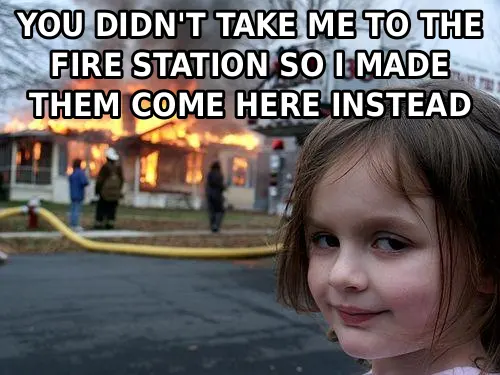 YOU DIDN'T TAKE ME TO THE
FIRE STATION SO I MADE
THEM COME HERE INSTEAD